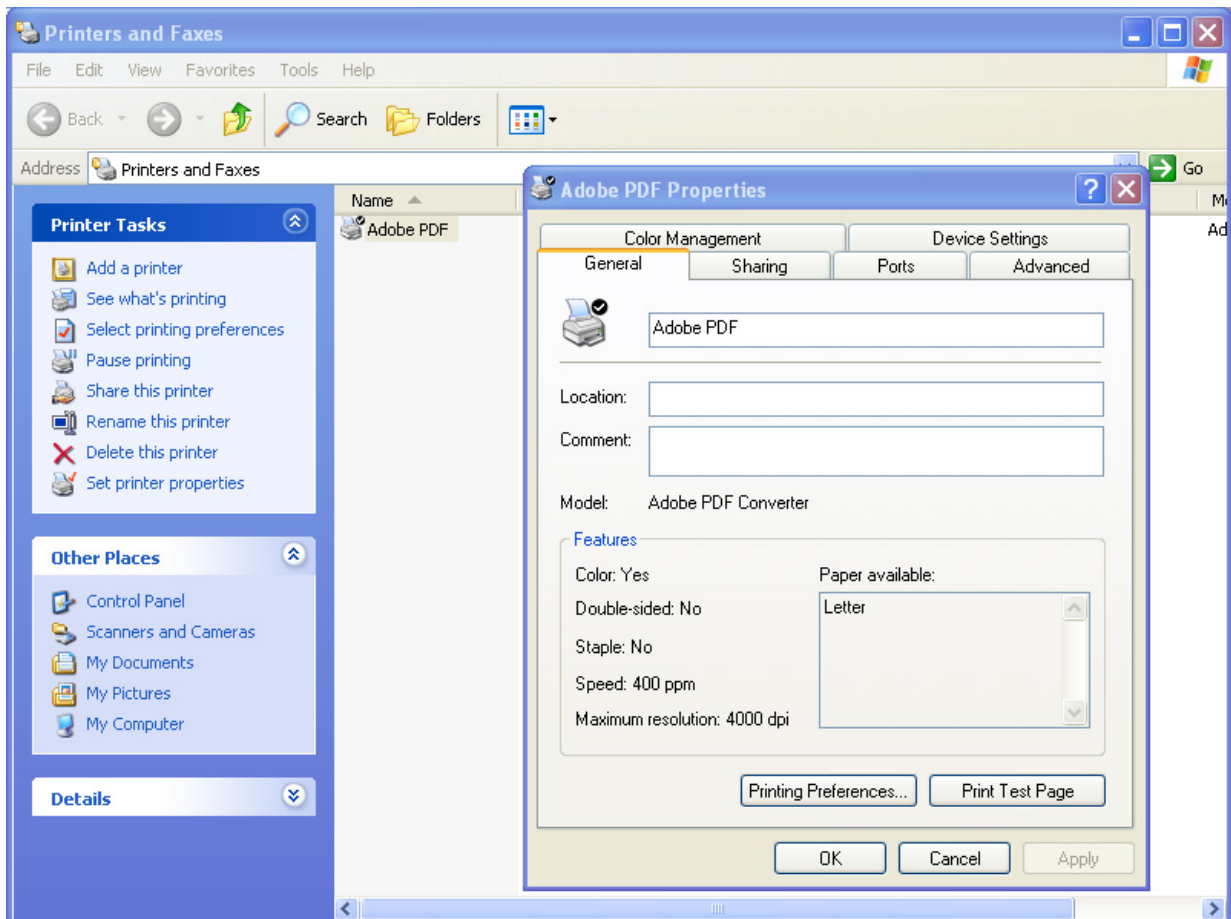 Printers and Faxes
File Edit View Favorites Tools Help
Back Search Folders
Address Printers and Faxes Go
Printer Tasks
Add a printer
See what's printing
Select printing preferences
Pause printing
Share this printer
Rename this printer
Delete this printer
Set printer properties
Other Places
Control Panel
Scanners and Cameras
My Documents
My Pictures
My Computer
Details
Name
Adobe PDF
Adobe PDF Properties
Color Management Device Settings
General Sharing Ports Advanced
Adobe PDF
Location:
Comment:
Model: Adobe PDF Converter
Features
Color: Yes
Double-sided: No
Staple: No
Speed: 400 ppm
Maximum resolution: 4000 dpi
Paper available:
Letter
Printing Preferences... Print Test Page
OK Cancel Apply
Ad